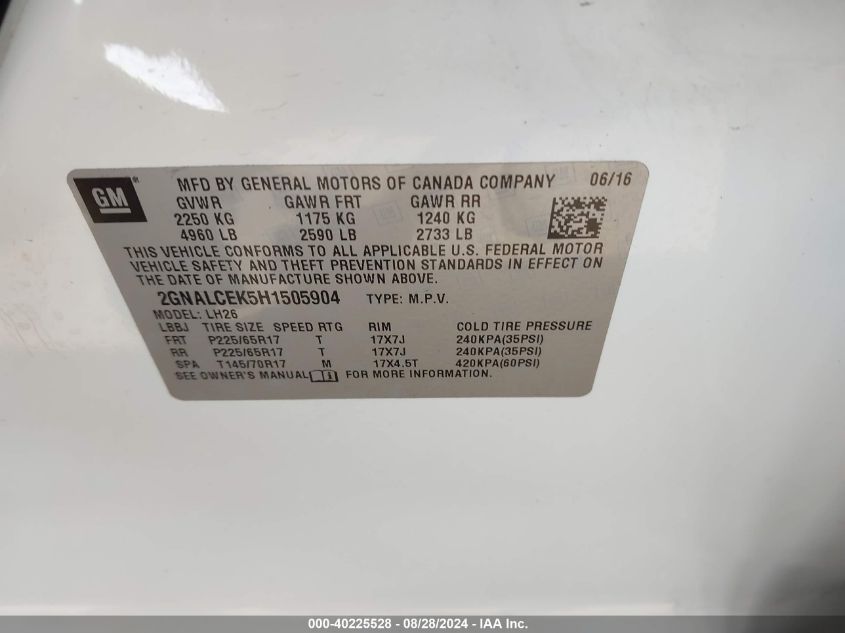 GM
MFD BY GENERAL MOTORS OF CANADA COMPANY 06/16
GVWR GAWR FRT GAWR RR
2250 KG 1175 KG 1240 KG
4960 LB 2590 LB 2733 LB
THIS VEHICLE CONFORMS TO ALL APPLICABLE U.S. FEDERAL MOTOR
VEHICLE SAFETY AND THEFT PREVENTION STANDARDS IN EFFECT ON
THE DATE OF MANUFACTURE SHOWN ABOVE.
2GNALCEK5H1505904 TYPE: M.P.V.
MODEL: LH26
LBBJ TIRE SIZE SPEED RTG RIM COLD TIRE PRESSURE
FRT P225/65R17 T 17X7J 240KPA(35PSI)
RR P225/65R17 T 17X7J 240KPA(35PSI)
SPA T145/70R17 M 17X4.5T 420KPA(60PSI)
SEE OWNER'S MANUAL FOR MORE INFORMATION.
000-40225528 - 08/28/2024 - IAA Inc.